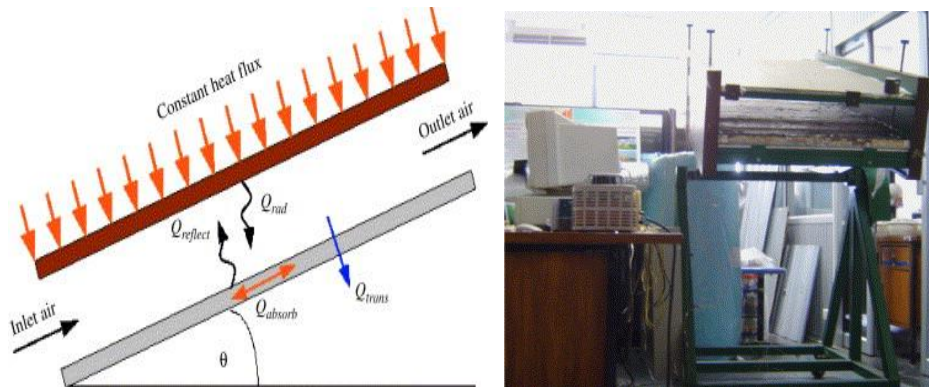 Constant heat flux
Outlet air
Q_rad
Q_reflect
Q_trans
Q_absorb
Inlet air
θ